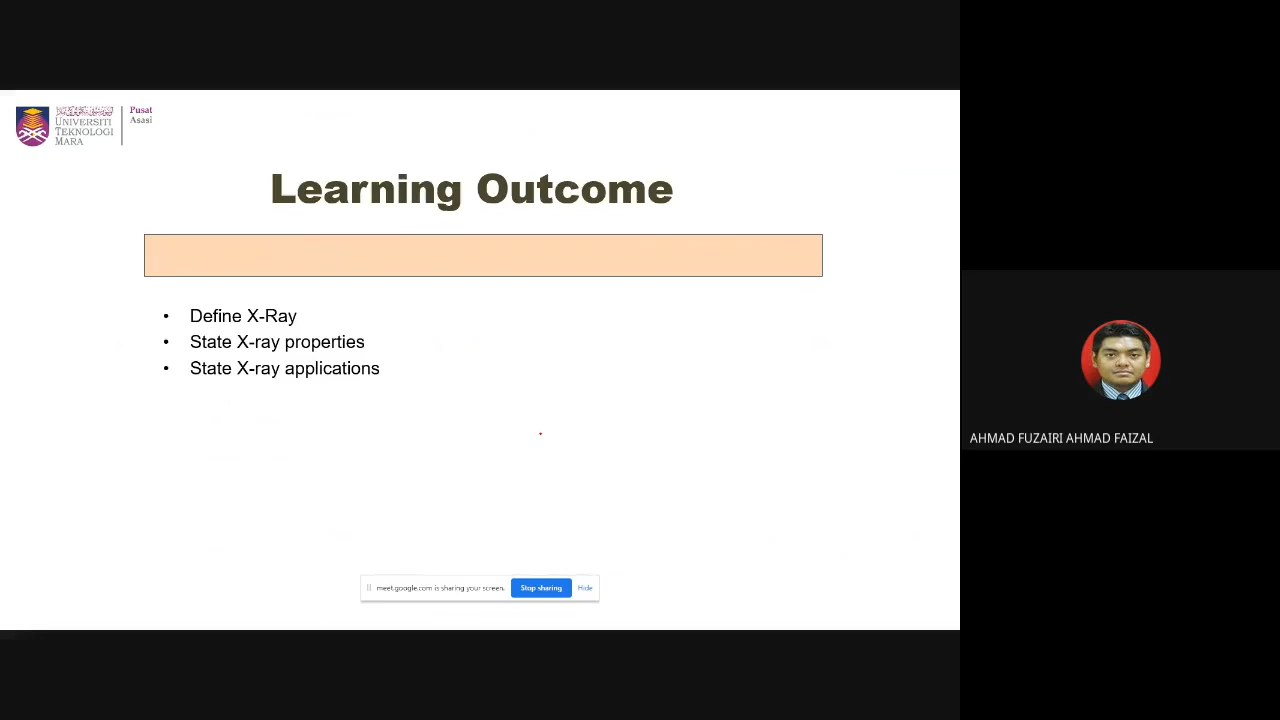 UNIVERSITI
TEKNOLOGI
MARA
Pusat
Asasi
Learning Outcome
• Define X-Ray
• State X-ray properties
• State X-ray applications
meet.google.com is sharing your screen. Stop sharing Hide
AHMAD FUZAIRI AHMAD FAIZAL